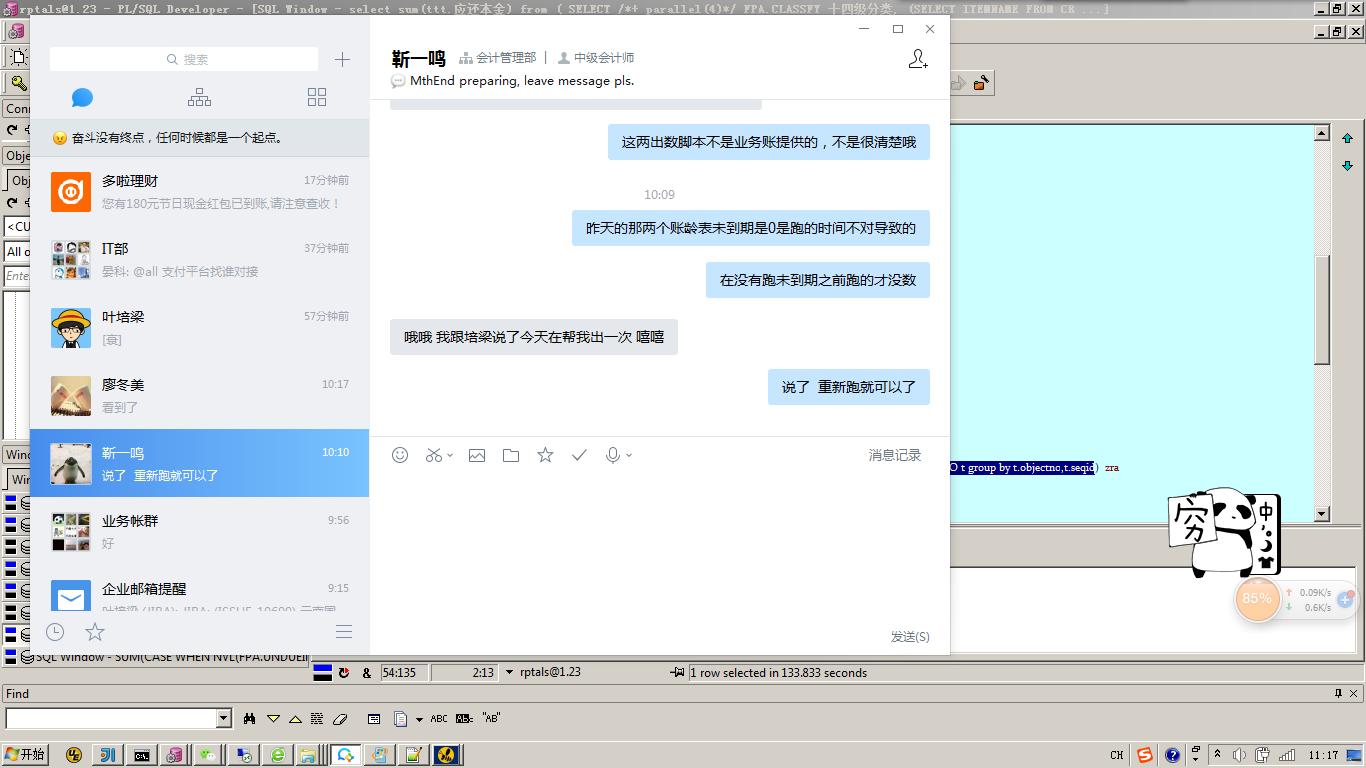 rptals@1.23 - PL/SQL Developer - [SQL Window - select sum(ttt.应还本金) from ( SELECT /*+ parallel(4)*/ FPA.CLASSFY 十四级分类, (SELECT ITEMNAME FROM CR ...]
搜索
奋斗没有终点，任何时候都是一个起点。
多啦理财
17分钟前
您有180元节日现金红包已到账,请注意查收！
IT部
37分钟前
晏科: @all 支付平台找谁对接
叶培梁
57分钟前
[衰]
廖冬美
10:17
看到了
靳一鸣
10:10
说了 重新跑就可以了
业务帐群
9:56
好
企业邮箱提醒
9:15
靳一鸣 会计管理部 | 中级会计师
MthEnd preparing, leave message pls.
这两出数脚本不是业务账提供的，不是很清楚哦
10:09
昨天的那两个账龄表未到期是0是跑的时间不对导致的
在没有跑未到期之前跑的才没数
哦哦 我跟培梁说了今天在帮我出一次 嘻嘻
说了 重新跑就可以了
消息记录
发送(S)
Conn
Obje
Obj
<CU
All o
Ente
Wind
Win
O t group by t.objectno,t.seqid) zra
穷
中
85%
0.09K/s
0.6K/s
SQL Window - SUM(CASE WHEN NVL(FPA.UNDUEIN
& 54:135 2:13 rptals@1.23 1 row selected in 133.833 seconds
Find
ABC ABc "AB"
开始
CH
11:17